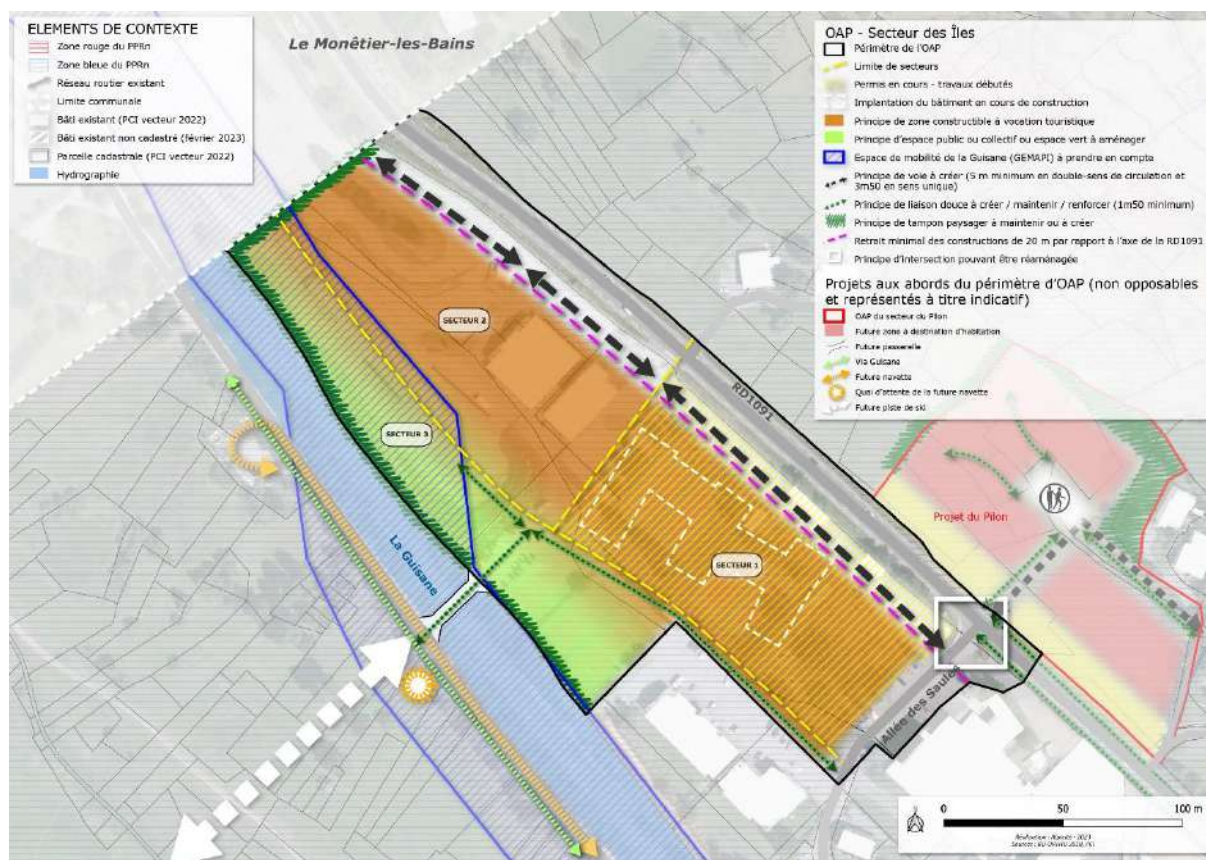 ELEMENTS DE CONTEXTE
Zone rouge du PPRn
Zone bleue du PPRn
Réseau routier existant
Limite communale
Bâti existant (PCI vecteur 2022)
Bâti existant non cadastré (février 2023)
Parcelle cadastrale (PCI vecteur 2022)
Hydrographie
Le Monêtier-les-Bains
OAP - Secteur des Îles
Périmètre de l'OAP
Limite de secteurs
Permis en cours - travaux débutés
Implantation du bâtiment en cours de construction
Principe de zone constructible à vocation touristique
Principe d'espace public ou collectif ou espace vert à aménager
Espace de mobilité de la Guisane (GEMAPI) à prendre en compte
Principe de voie à créer (5 m minimum en double-sens de circulation et
3m50 en sens unique)
Principe de liaison douce à créer / maintenir / renforcer (1m50 minimum)
Principe de tampon paysager à maintenir ou à créer
Retrait minimal des constructions de 20 m par rapport à l'axe de la RD1091
Principe d'intersection pouvant être réaménagée
Projets aux abords du périmètre d'OAP (non opposables
et représentés à titre indicatif)
OAP du secteur du Pilon
Future zone à destination d'habitation
Future passerelle
Via Guisane
Future navette
Quai d'attente de la future navette
Future piste de ski
SECTEUR 2
RD1091
SECTEUR 3
Projet du Pilon
La Guisane
SECTEUR 1
Allée des Saules
0 50 100 m